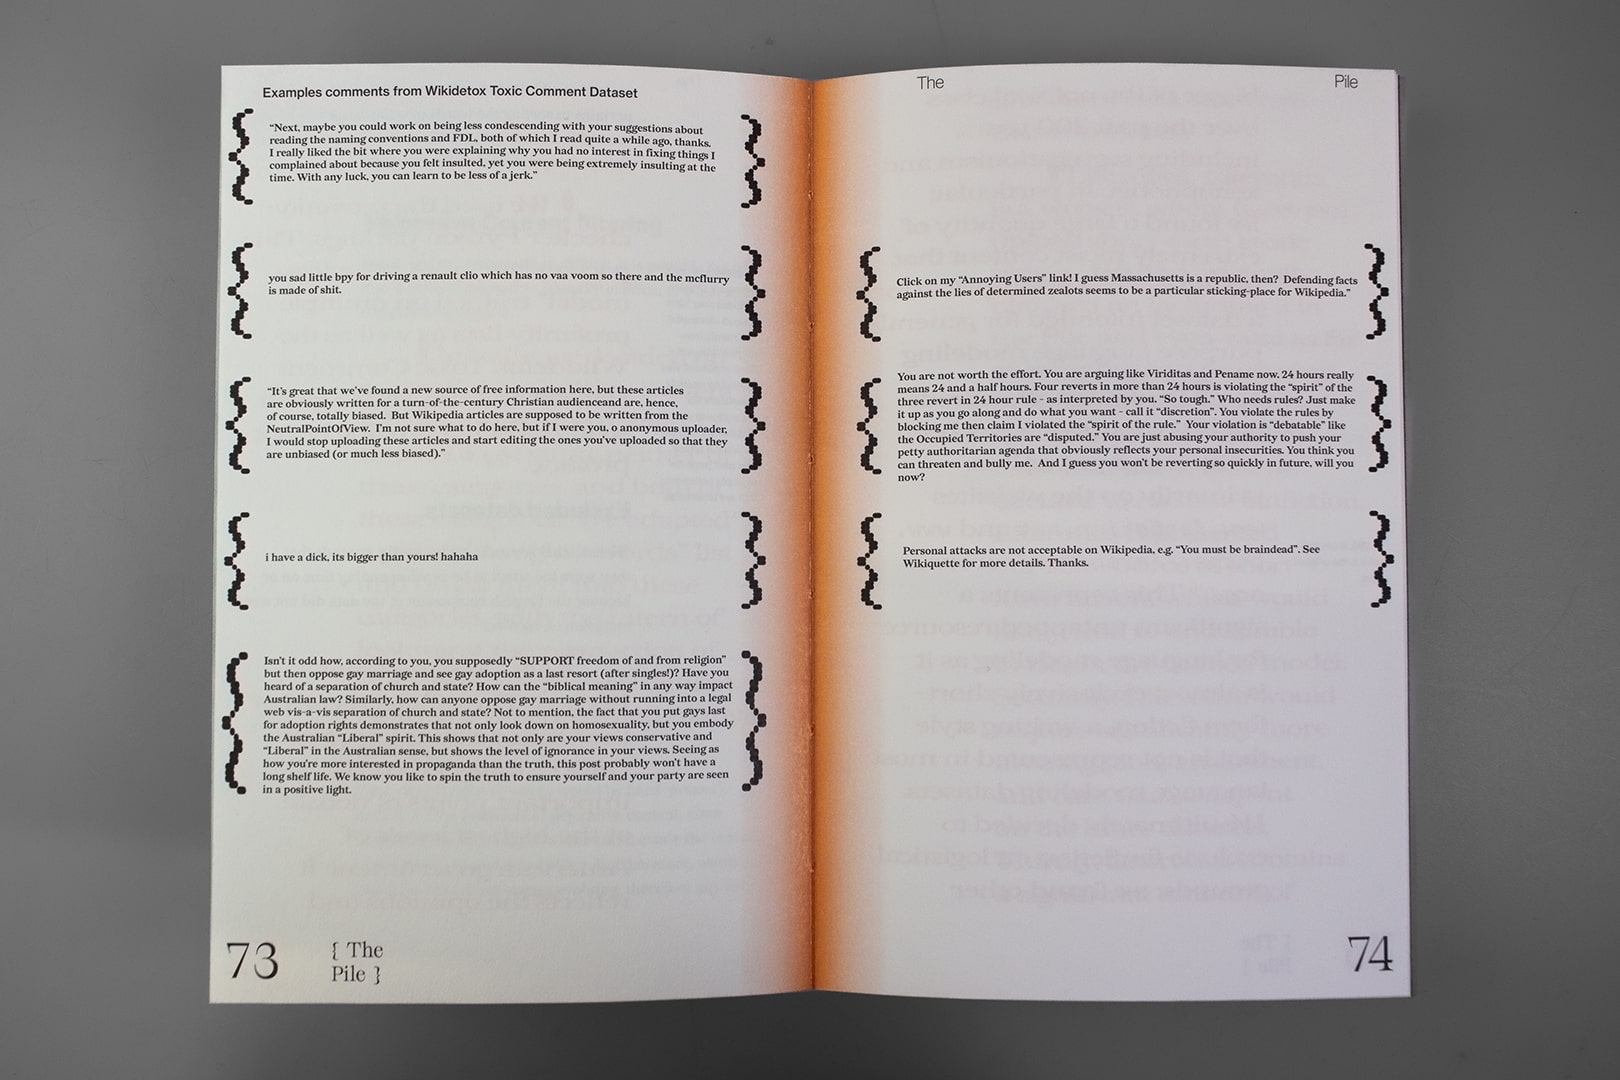 Examples comments from Wikidetox Toxic Comment Dataset
“Next, maybe you could work on being less condescending with your suggestions about
reading the naming conventions and FDL, both of which I read quite a while ago, thanks.
I really liked the bit where you were explaining why you had no interest in fixing things I
complained about because you felt insulted, yet you were being extremely insulting at the
time. With any luck, you can learn to be less of a jerk.”
you sad little bpy for driving a renault clio which has no vaa voom so there and the mcflurry
is made of shit.
“It’s great that we’ve found a new source of free information here, but these articles
are obviously written for a turn-of-the-century Christian audienceand are, hence,
of course, totally biased. But Wikipedia articles are supposed to be written from the
NeutralPointOfView. I’m not sure what to do here, but if I were you, o anonymous uploader,
I would stop uploading these articles and start editing the ones you’ve uploaded so that they
are unbiased (or much less biased).”
i have a dick, its bigger than yours! hahaha
Isn’t it odd how, according to you, you supposedly “SUPPORT freedom of and from religion”
but then oppose gay marriage and see gay adoption as a last resort (after singles!)? Have you
heard of a separation of church and state? How can the “biblical meaning” in any way impact
Australian law? Similarly, how can anyone oppose gay marriage without running into a legal
web vis-a-vis separation of church and state? Not to mention, the fact that you put gays last
for adoption rights demonstrates that not only look down on homosexuality, but you embody
the Australian “Liberal” spirit. This shows that not only are your views conservative and
“Liberal” in the Australian sense, but shows the level of ignorance in your views. Seeing as
how you’re more interested in propaganda than the truth, this post probably won’t have a
long shelf life. We know you like to spin the truth to ensure yourself and your party are seen
in a positive light.
73
{ The
Pile }
The Pile
Click on my “Annoying Users” link! I guess Massachusetts is a republic, then? Defending facts
against the lies of determined zealots seems to be a particular sticking-place for Wikipedia.”
You are not worth the effort. You are arguing like Viriditas and Pename now. 24 hours really
means 24 and a half hours. Four reverts in more than 24 hours is violating the “spirit” of the
three revert in 24 hour rule - as interpreted by you. “So tough.” Who needs rules? Just make
it up as you go along and do what you want - call it “discretion”. You violate the rules by
blocking me then claim I violated the “spirit of the rule.” Your violation is “debatable” like
the Occupied Territories are “disputed.” You are just abusing your authority to push your
petty authoritarian agenda that obviously reflects your personal insecurities. You think you
can threaten and bully me. And I guess you won’t be reverting so quickly in future, will you
now?
Personal attacks are not acceptable on Wikipedia, e.g. “You must be braindead”. See
Wikiquette for more details. Thanks.
74